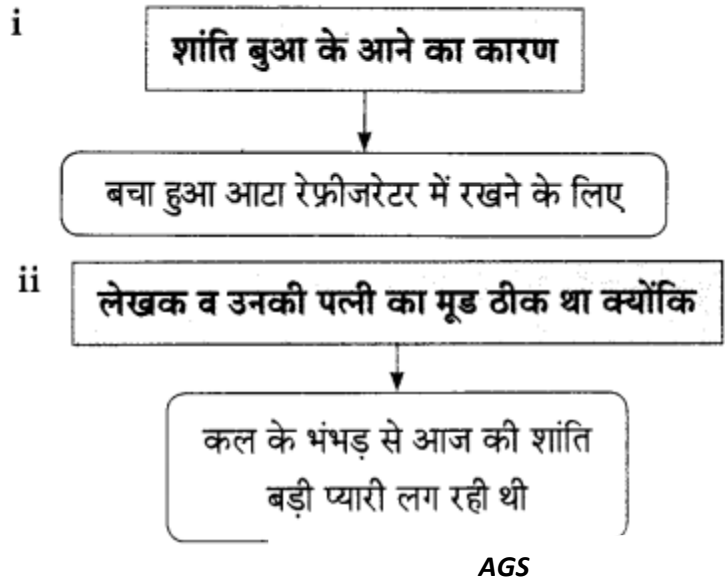 i
शांति बुआ के आने का कारण
बचा हुआ आटा रेफ्रीजरेटर में रखने के लिए
ii
लेखक व उनकी पत्नी का मूड ठीक था क्योंकि
कल के भंभड़ से आज की शांति
बड़ी प्यारी लग रही थी
AGS